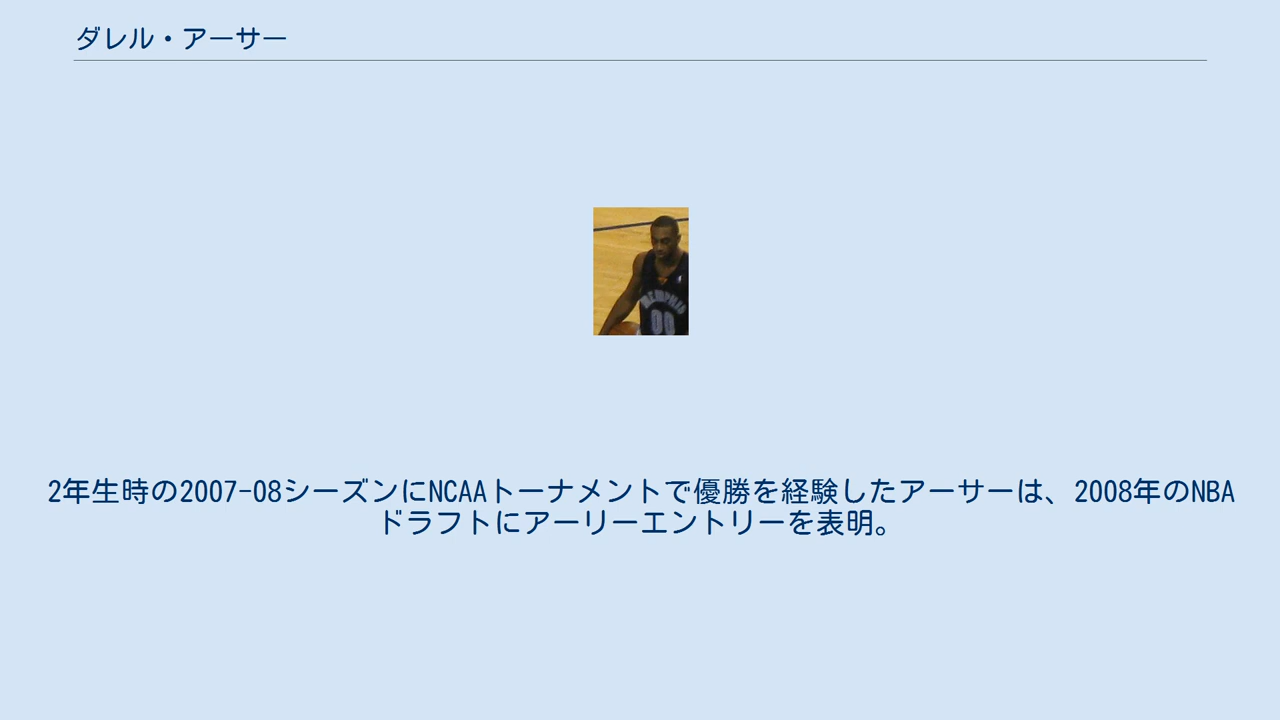 ダレル・アーサー
MEMPHIS
00
2年生時の2007-08シーズンにNCAAトーナメントで優勝を経験したアーサーは、2008年のNBA
ドラフトにアーリーエントリーを表明。